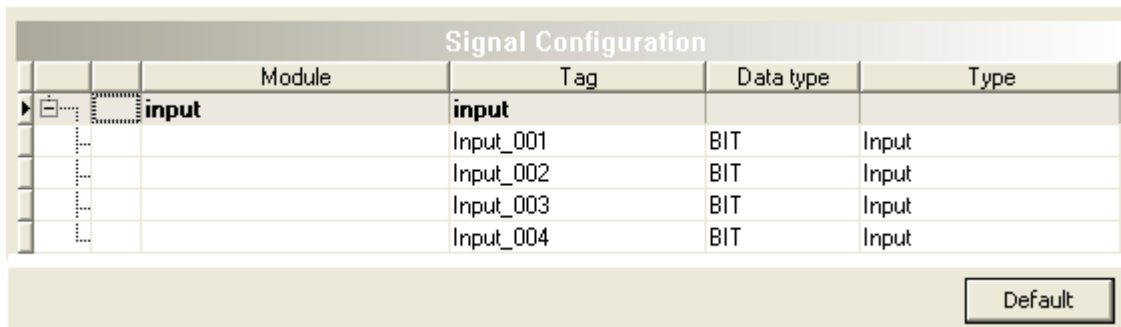 Signal Configuration
Module Tag Data type Type
input input
Input_001 BIT Input
Input_002 BIT Input
Input_003 BIT Input
Input_004 BIT Input
Default